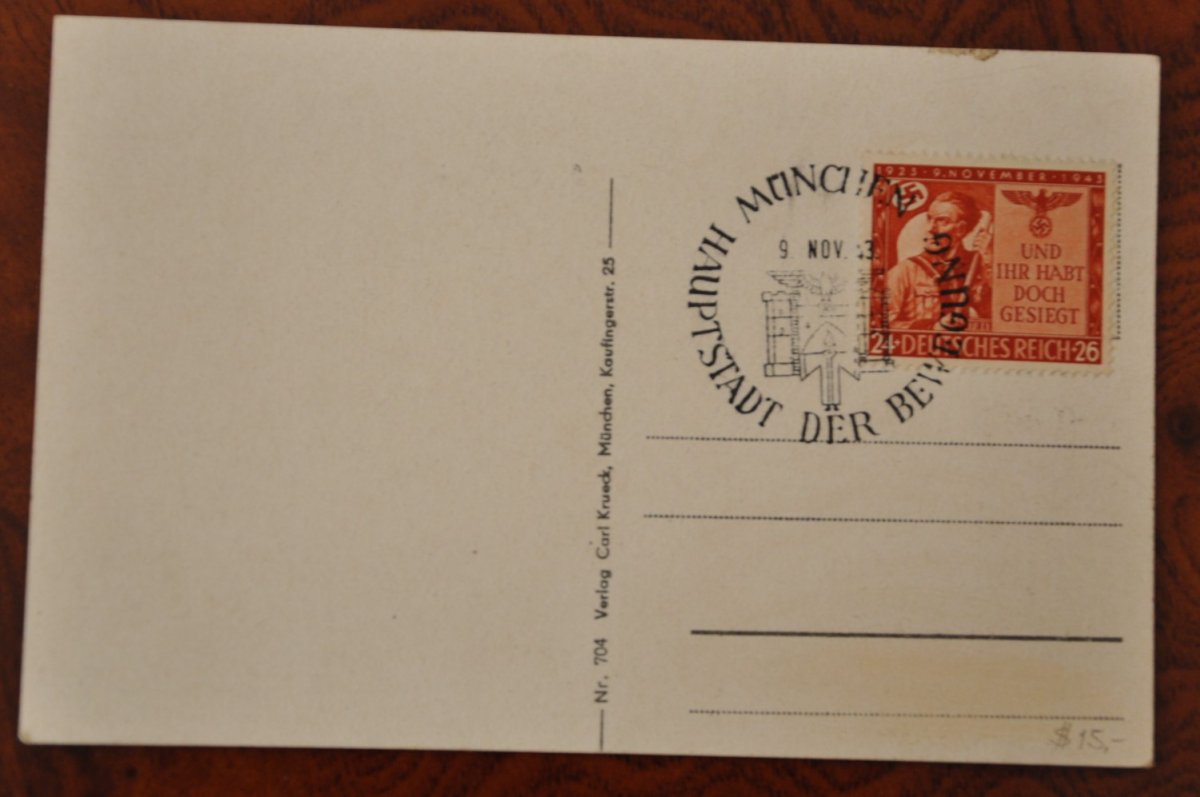 MÜNCHEN HAUPTSTADT DER BEWEGUNG
9. NOV. 43
1923 · 9. NOVEMBER · 1943
UND
IHR HABT
DOCH
GESIEGT
24+ DEUTSCHES REICH · 26
Nr. 704 Verlag Carl Krueck, München, Kaufingerstr. 25
$ 15,-